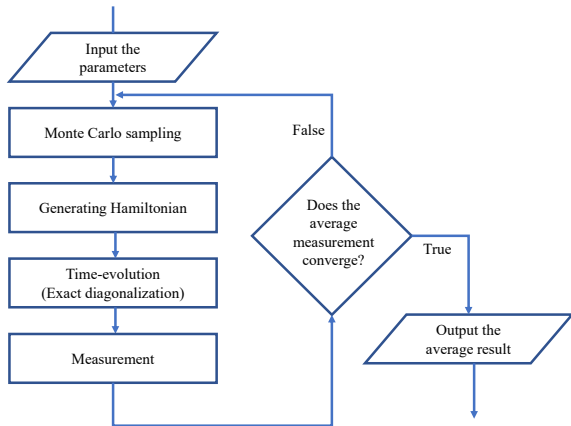 Input the
parameters
Monte Carlo sampling
Generating Hamiltonian
Time-evolution
(Exact diagonalization)
Measurement
False
Does the
average
measurement
converge?
True
Output the
average result